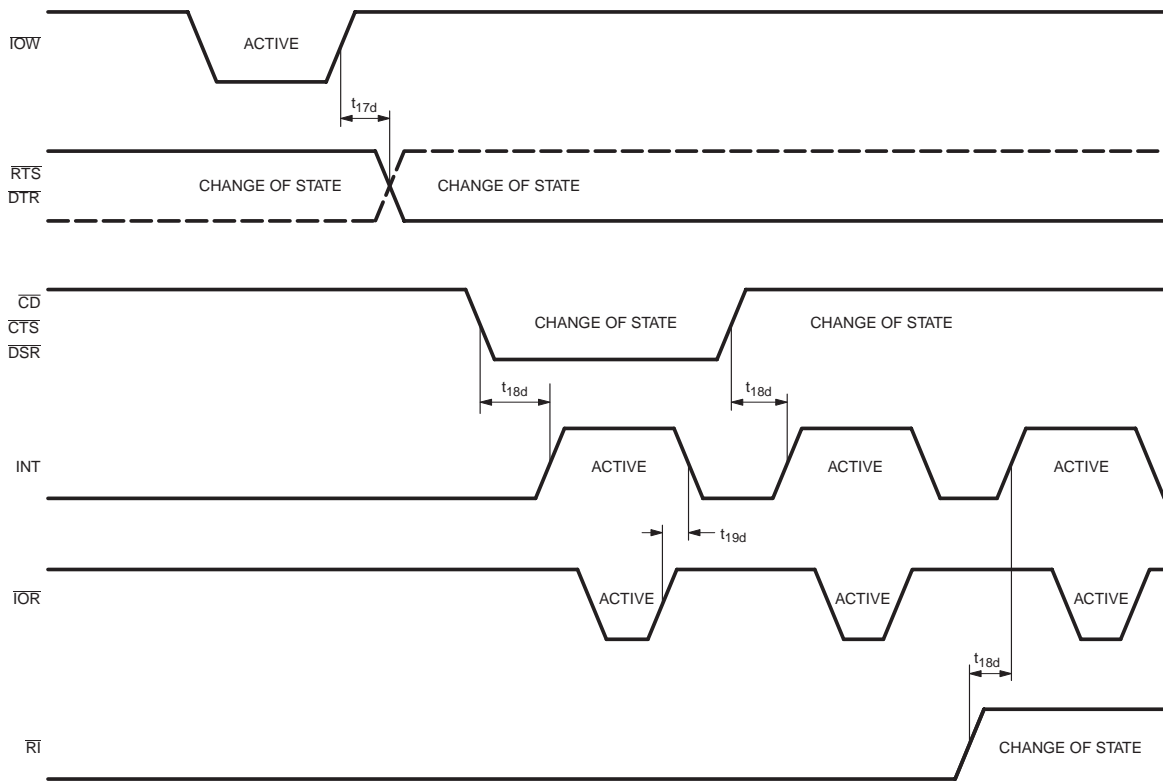 IOW
ACTIVE
t17d
RTS
DTR
CHANGE OF STATE
CHANGE OF STATE
CD
CTS
DSR
CHANGE OF STATE
CHANGE OF STATE
t18d
t18d
INT
ACTIVE
ACTIVE
ACTIVE
t19d
IOR
ACTIVE
ACTIVE
ACTIVE
t18d
RI
CHANGE OF STATE